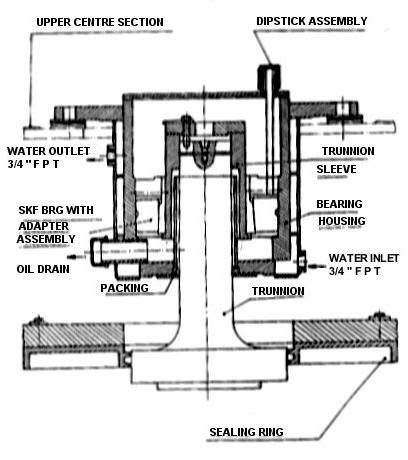 UPPER CENTRE SECTION
DIPSTICK ASSEMBLY
WATER OUTLET
3/4 " F P T
TRUNNION
SLEEVE
SKF BRG WITH
ADAPTER
ASSEMBLY
BEARING
HOUSING
OIL DRAIN
WATER INLET
3/4 " F P T
PACKING
TRUNNION
SEALING RING